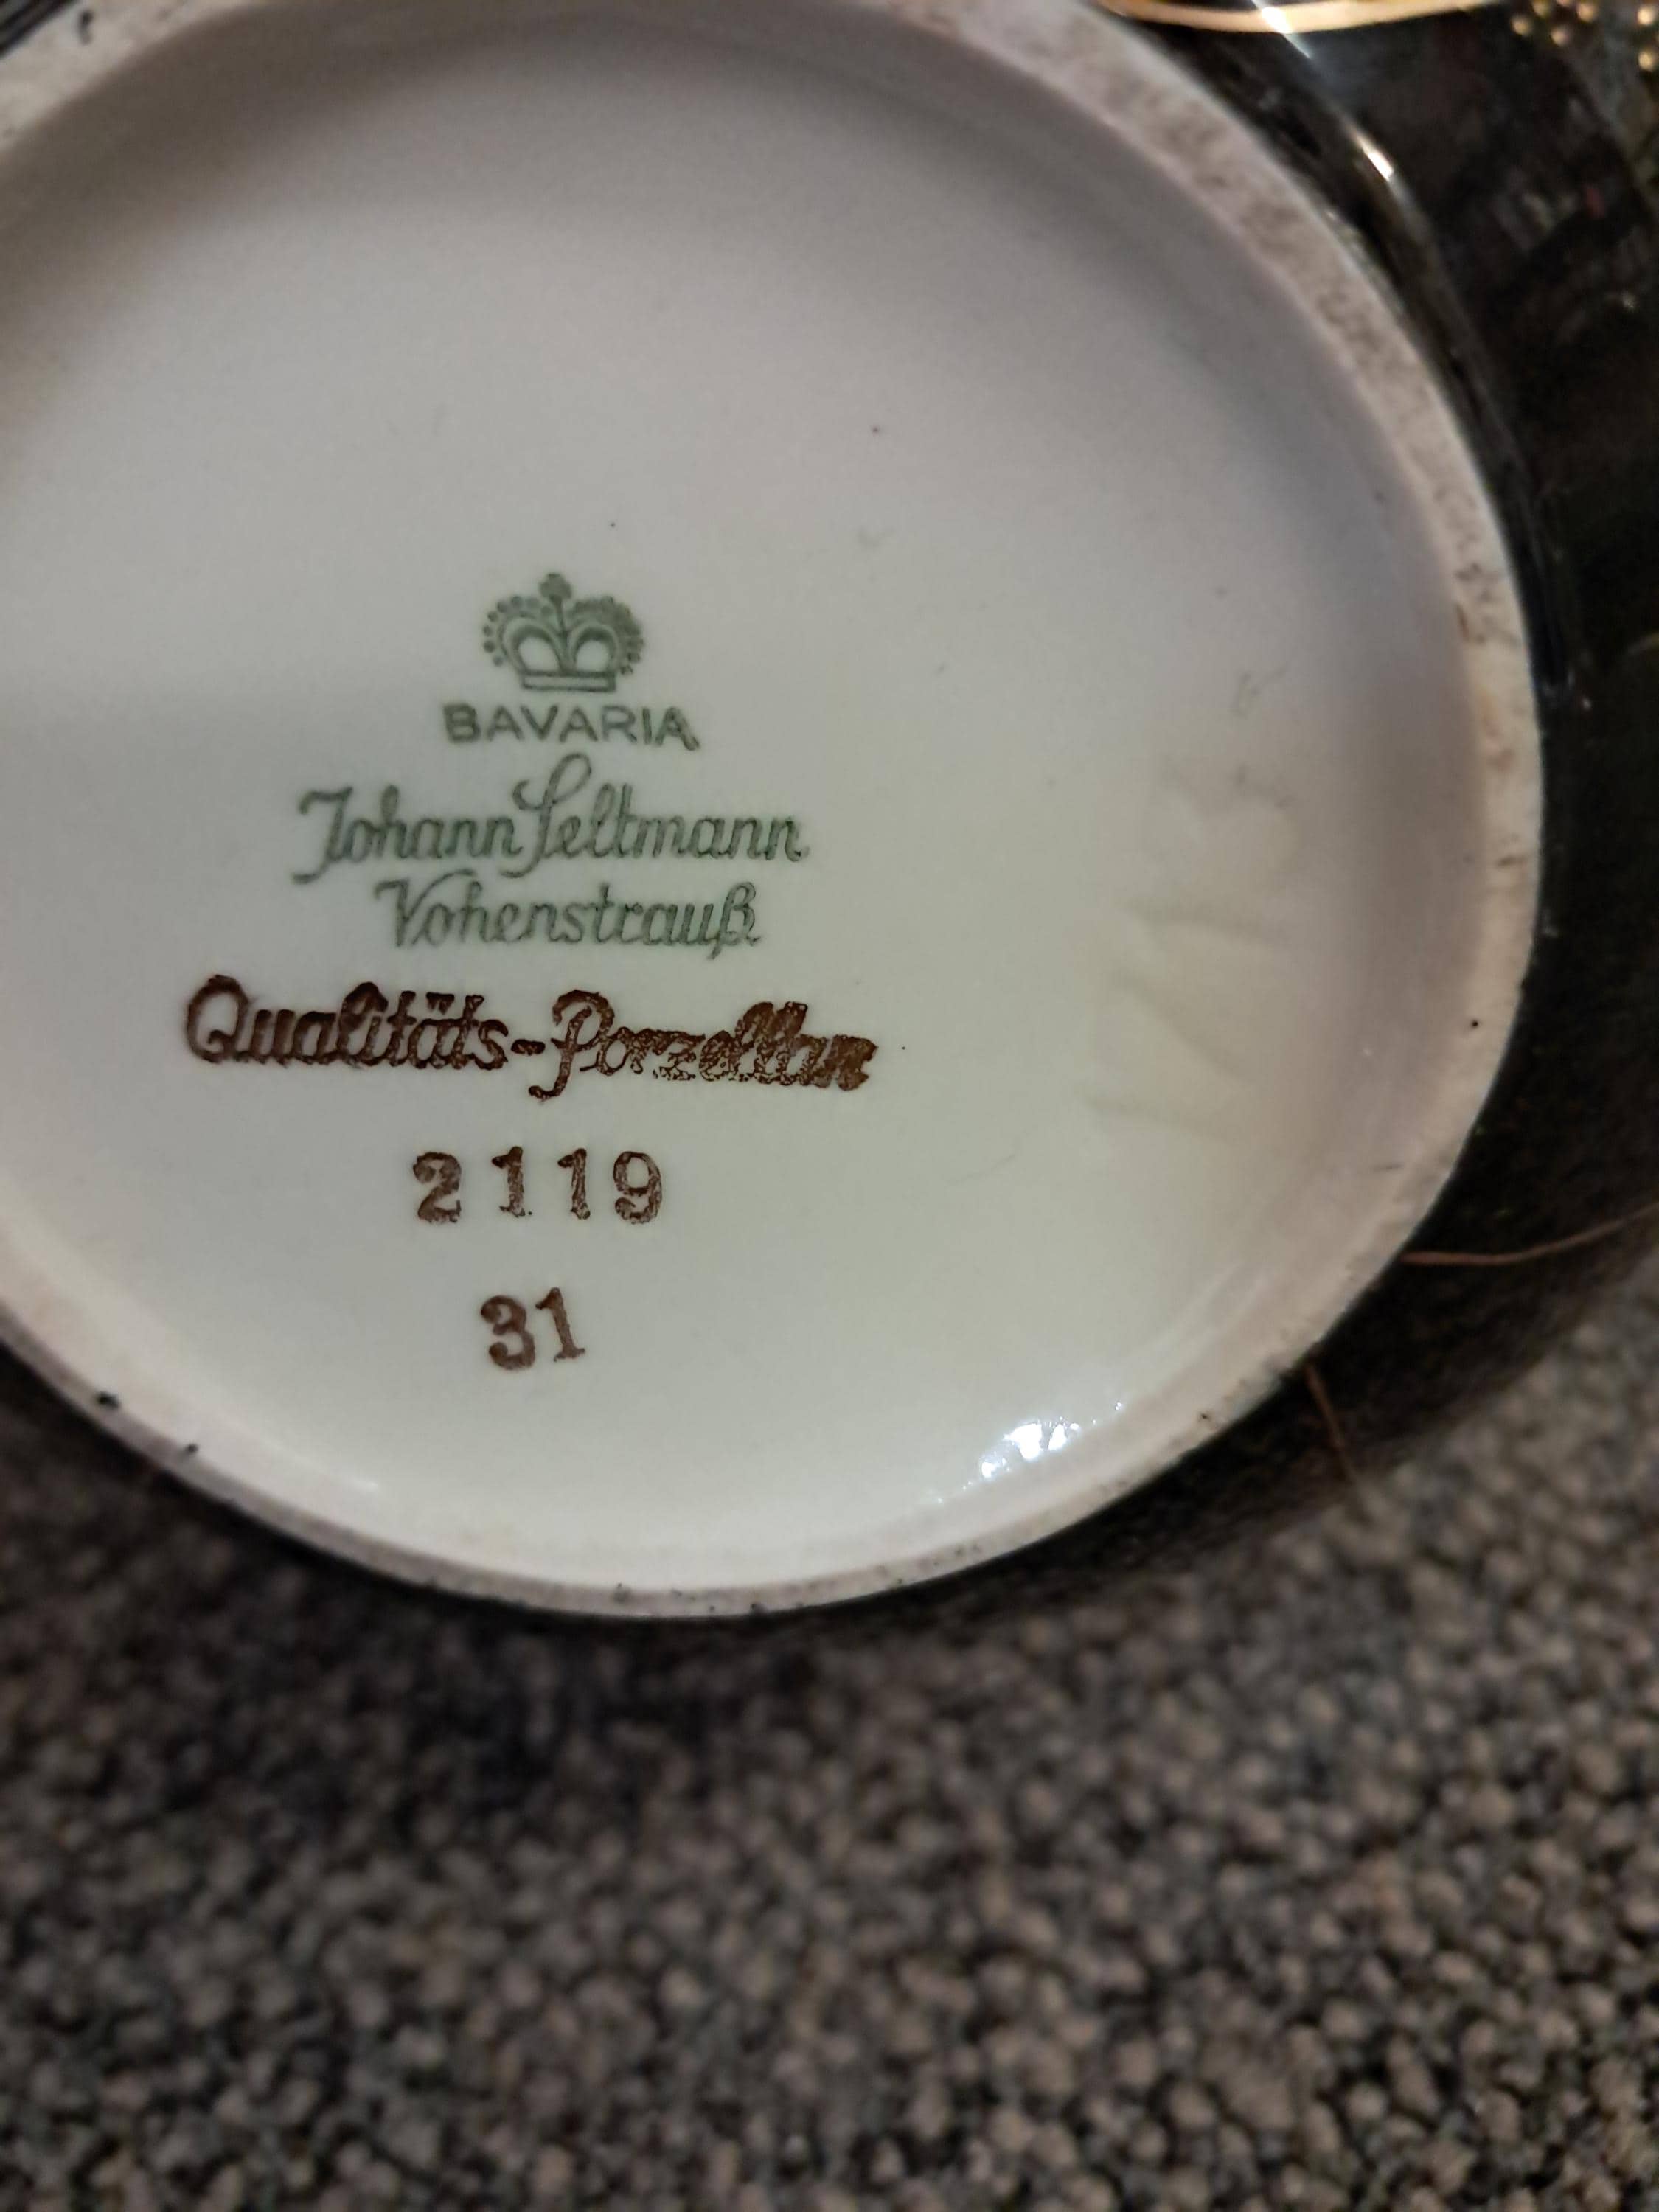 BAVARIA
Johann Seltmann
Vohenstrauß
Qualitäts-Porzellan
2119
31